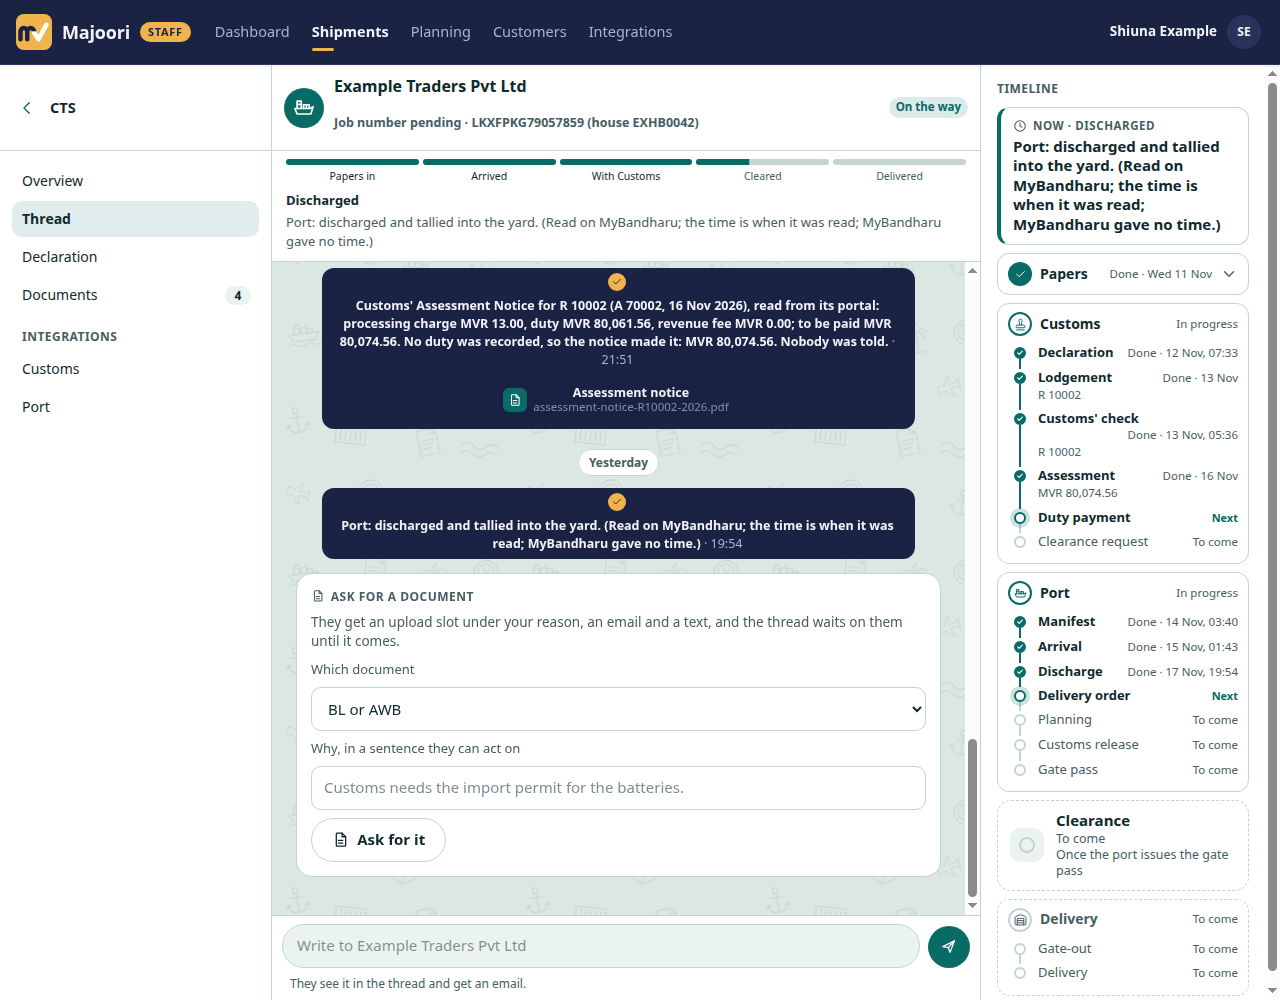 Majoori
STAFF
Dashboard
Shipments
Planning
Customers
Integrations
Shiuna Example
SE
CTS
Overview
Thread
Declaration
Documents
4
INTEGRATIONS
Customs
Port
Example Traders Pvt Ltd
Job number pending · LKXFPKG79057859 (house EXHB0042)
On the way
Papers in
Arrived
With Customs
Cleared
Delivered
Discharged
Port: discharged and tallied into the yard. (Read on MyBandharu; the time is when it was read; MyBandharu
gave no time.)
Customs' Assessment Notice for R 10002 (A 70002, 16 Nov 2026), read from its portal:
processing charge MVR 13.00, duty MVR 80,061.56, revenue fee MVR 0.00; to be paid MVR
80,074.56. No duty was recorded, so the notice made it: MVR 80,074.56. Nobody was told. ·
21:51
Assessment notice
assessment-notice-R10002-2026.pdf
Yesterday
Port: discharged and tallied into the yard. (Read on MyBandharu; the time is when it was
read; MyBandharu gave no time.) · 19:54
ASK FOR A DOCUMENT
They get an upload slot under your reason, an email and a text, and the thread waits on them
until it comes.
Which document
BL or AWB
Why, in a sentence they can act on
Customs needs the import permit for the batteries.
Ask for it
Write to Example Traders Pvt Ltd
They see it in the thread and get an email.
TIMELINE
NOW · DISCHARGED
Port: discharged and tallied
into the yard. (Read on
MyBandharu; the time is
when it was read;
MyBandharu gave no time.)
Papers
Done · Wed 11 Nov
Customs
In progress
Declaration
Done · 12 Nov, 07:33
Lodgement
Done · 13 Nov
R 10002
Customs' check
Done · 13 Nov, 05:36
R 10002
Assessment
Done · 16 Nov
MVR 80,074.56
Duty payment
Next
Clearance request
To come
Port
In progress
Manifest
Done · 14 Nov, 03:40
Arrival
Done · 15 Nov, 01:43
Discharge
Done · 17 Nov, 19:54
Delivery order
Next
Planning
To come
Customs release
To come
Gate pass
To come
Clearance
To come
Once the port issues the gate
pass
Delivery
To come
Gate-out
To come
Delivery
To come